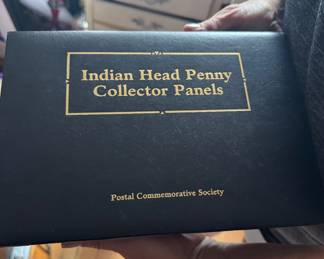 Indian Head Penny
Collector Panels
Postal Commemorative Society